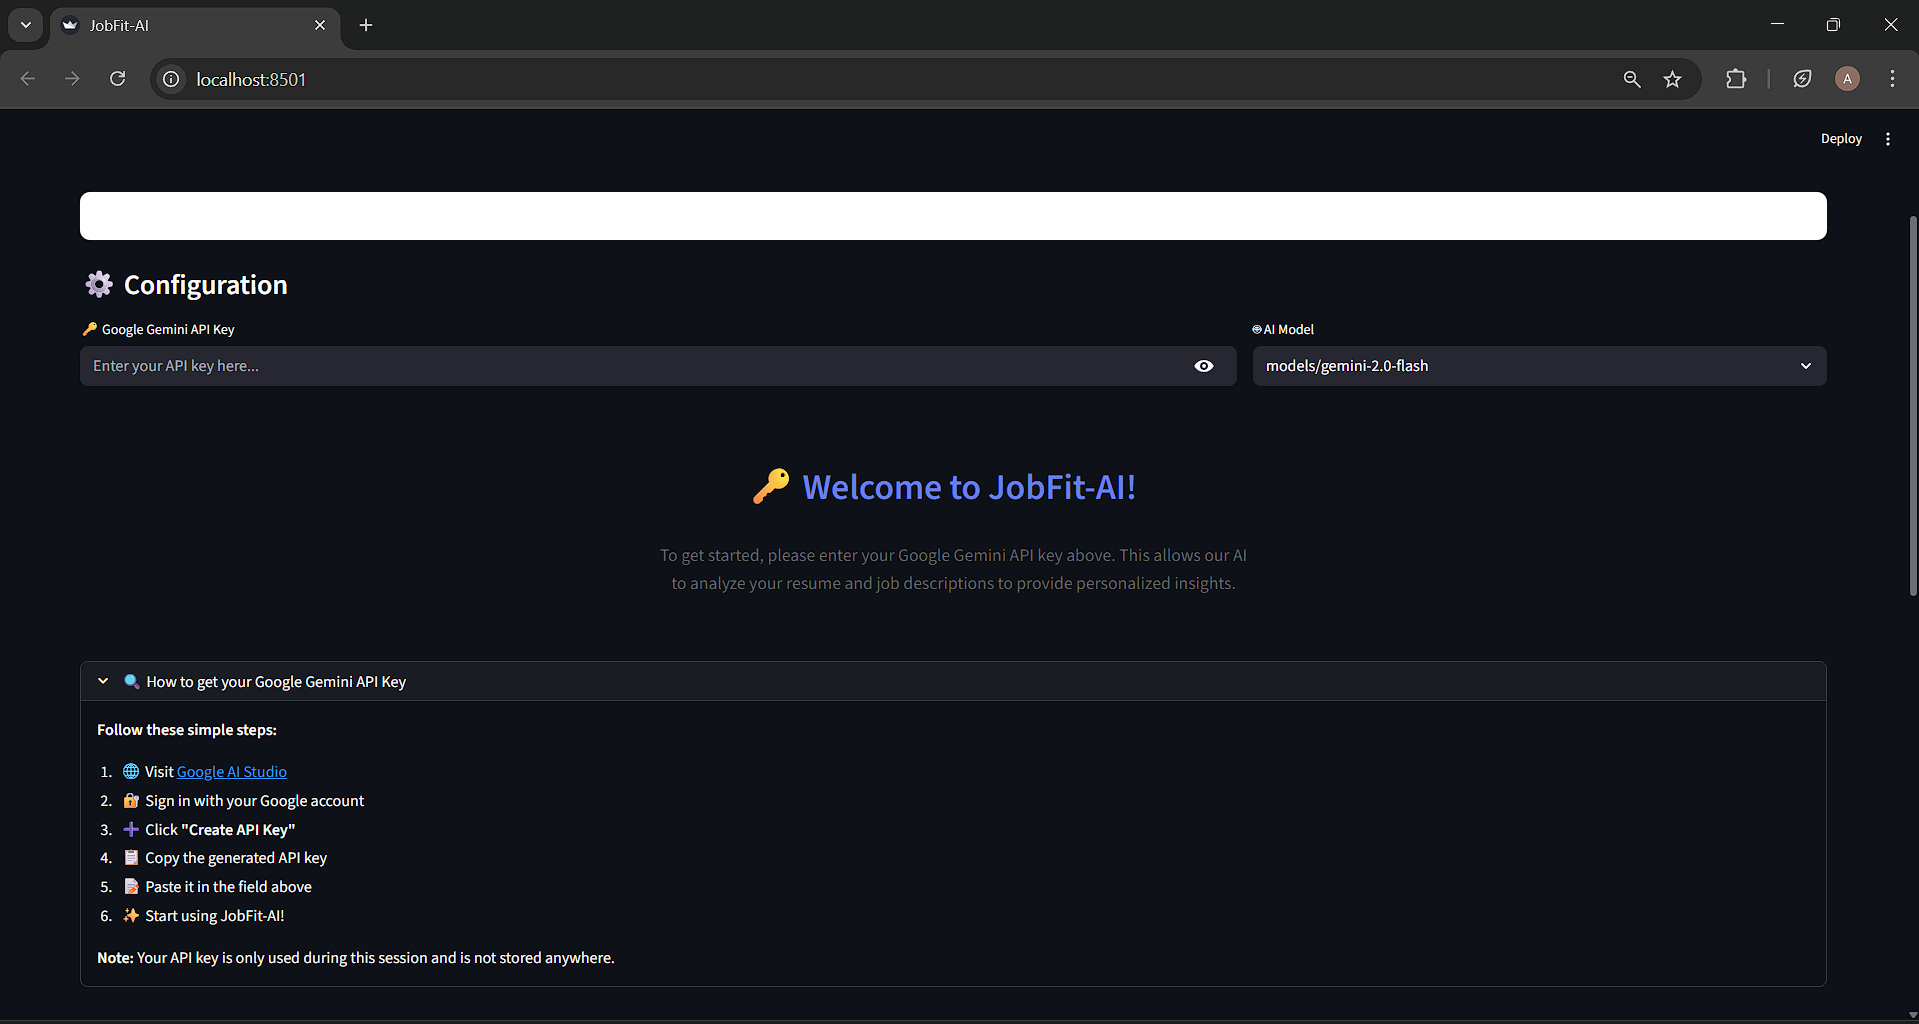 JobFit-AI
localhost:8501
A
Deploy
⚙️ Configuration
🔑 Google Gemini API Key
AI Model
Enter your API key here...
models/gemini-2.0-flash
🔑 Welcome to JobFit-AI!
To get started, please enter your Google Gemini API key above. This allows our AI
to analyze your resume and job descriptions to provide personalized insights.
🔍 How to get your Google Gemini API Key
Follow these simple steps:
1. 🌐 Visit Google AI Studio
2. 🔐 Sign in with your Google account
3. ➕ Click "Create API Key"
4. 📋 Copy the generated API key
5. 📝 Paste it in the field above
6. ✨ Start using JobFit-AI!
Note: Your API key is only used during this session and is not stored anywhere.